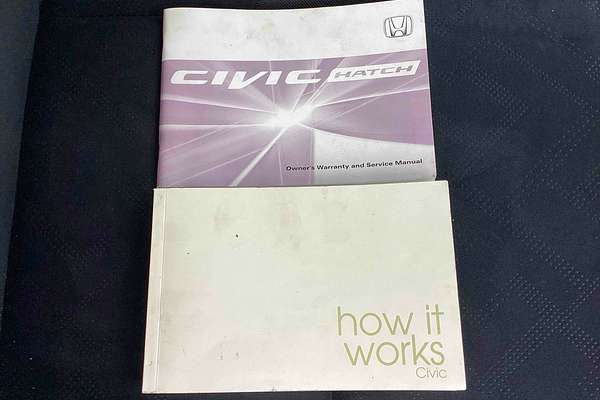 CIVIC HATCH
Owner's Warranty and Service Manual
how it
works
Civic